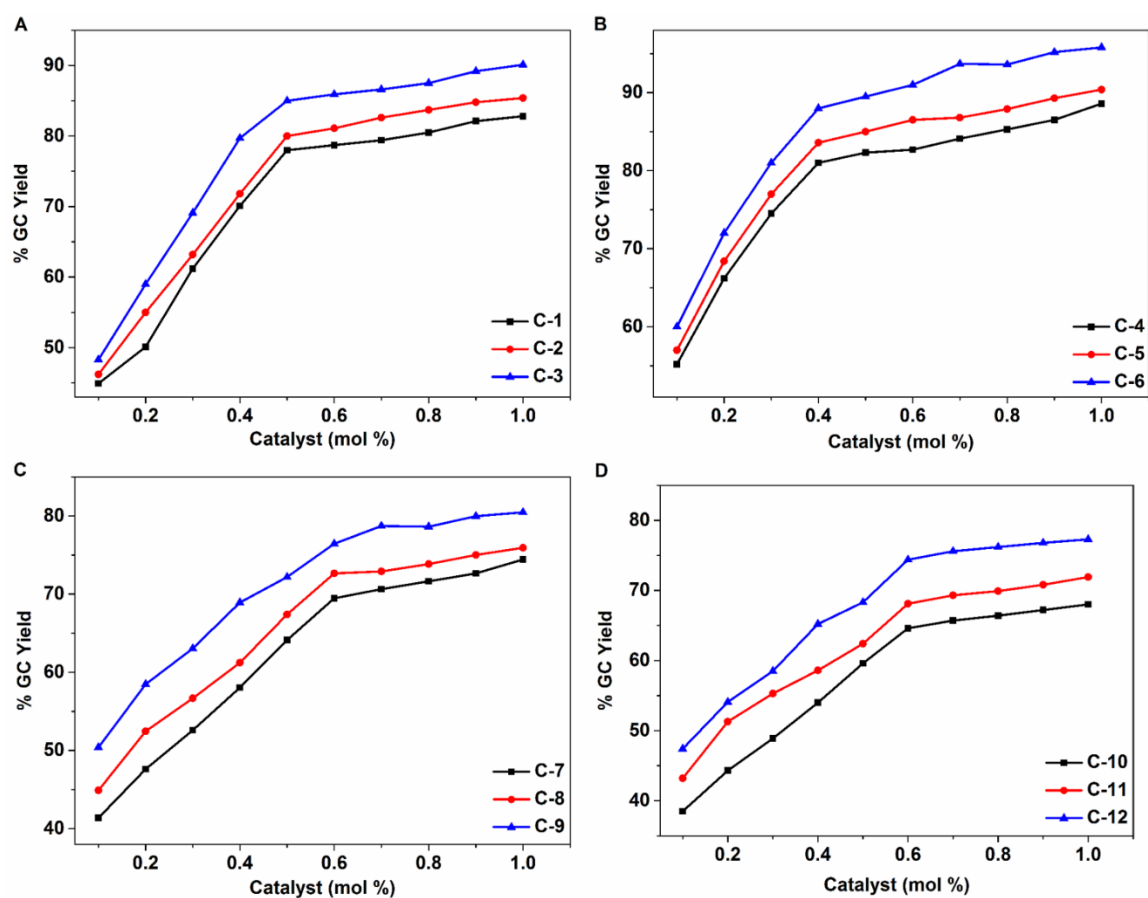 A
% GC Yield
90
80
70
60
50
0.2 0.4 0.6 0.8 1.0
Catalyst (mol %)
C-1
C-2
C-3
B
% GC Yield
90
80
70
60
0.2 0.4 0.6 0.8 1.0
Catalyst (mol %)
C-4
C-5
C-6
C
% GC Yield
80
70
60
50
40
0.2 0.4 0.6 0.8 1.0
Catalyst (mol %)
C-7
C-8
C-9
D
% GC Yield
80
70
60
50
40
0.2 0.4 0.6 0.8 1.0
Catalyst (mol %)
C-10
C-11
C-12